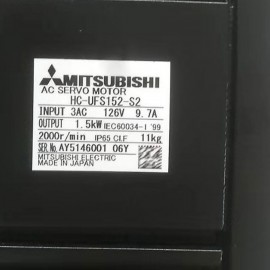 MITSUBISHI
AC SERVO MOTOR
HC-UFS152-S2
INPUT 3AC 126V 9.7A
OUTPUT 1.5kW IEC60034-1 '99
2000r/min IP65 Cl.F 11kg
SER.No. AY5146001 06Y
MITSUBISHI ELECTRIC
MADE IN JAPAN